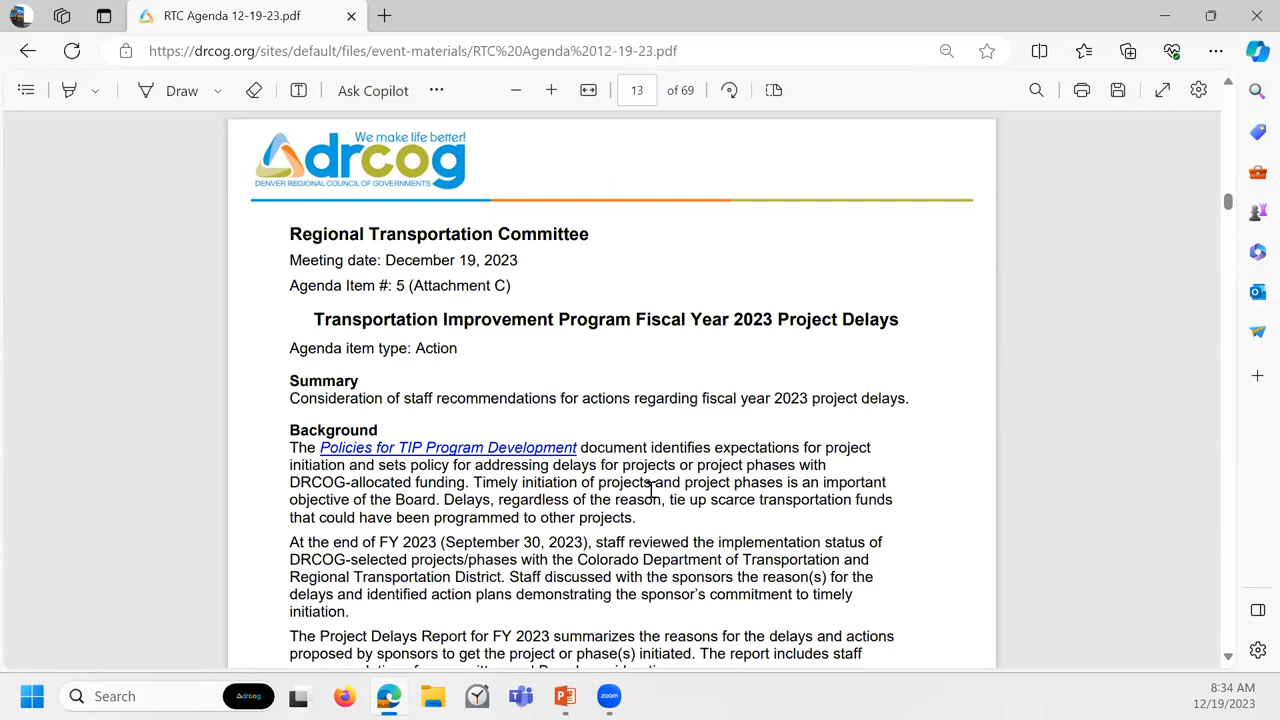 RTC Agenda 12-19-23.pdf
https://drcog.org/sites/default/files/event-materials/RTC%20Agenda%2012-19-23.pdf
Draw
Ask Copilot
13 of 69
We make life better!
drcog
DENVER REGIONAL COUNCIL OF GOVERNMENTS
Regional Transportation Committee
Meeting date: December 19, 2023
Agenda Item #: 5 (Attachment C)
Transportation Improvement Program Fiscal Year 2023 Project Delays
Agenda item type: Action
Summary
Consideration of staff recommendations for actions regarding fiscal year 2023 project delays.
Background
The Policies for TIP Program Development document identifies expectations for project
initiation and sets policy for addressing delays for projects or project phases with
DRCOG-allocated funding. Timely initiation of projects and project phases is an important
objective of the Board. Delays, regardless of the reason, tie up scarce transportation funds
that could have been programmed to other projects.
At the end of FY 2023 (September 30, 2023), staff reviewed the implementation status of
DRCOG-selected projects/phases with the Colorado Department of Transportation and
Regional Transportation District. Staff discussed with the sponsors the reason(s) for the
delays and identified action plans demonstrating the sponsor's commitment to timely
initiation.
The Project Delays Report for FY 2023 summarizes the reasons for the delays and actions
proposed by sponsors to get the project or phase(s) initiated. The report includes staff
Search
drcog
zoom
8:34 AM
12/19/2023